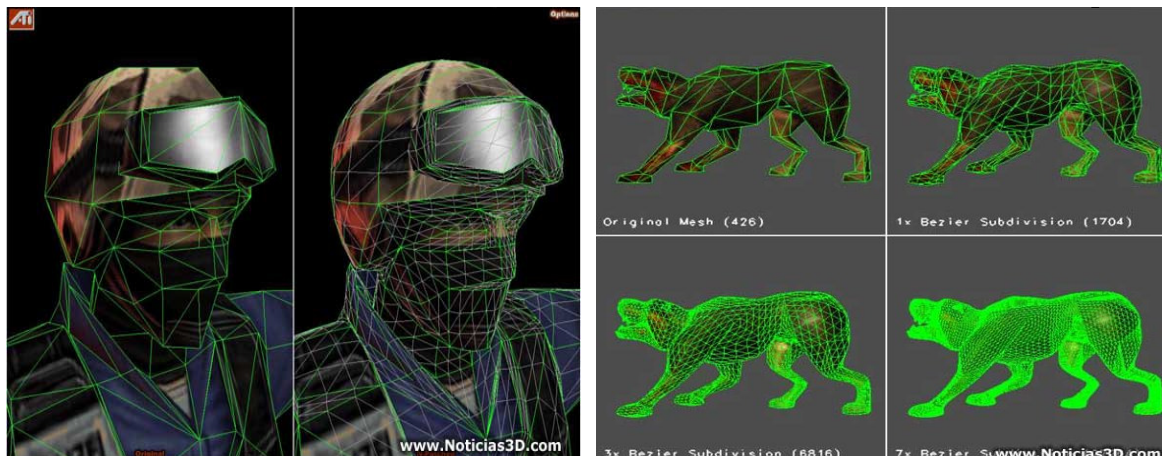 ATI
Options
Original
www.Noticias3D.com
Original Mesh (426)
1x Bezier Subdivision (1704)
3x Bezier Subdivision (6816)
7x Bezier
www.Noticias3D.com